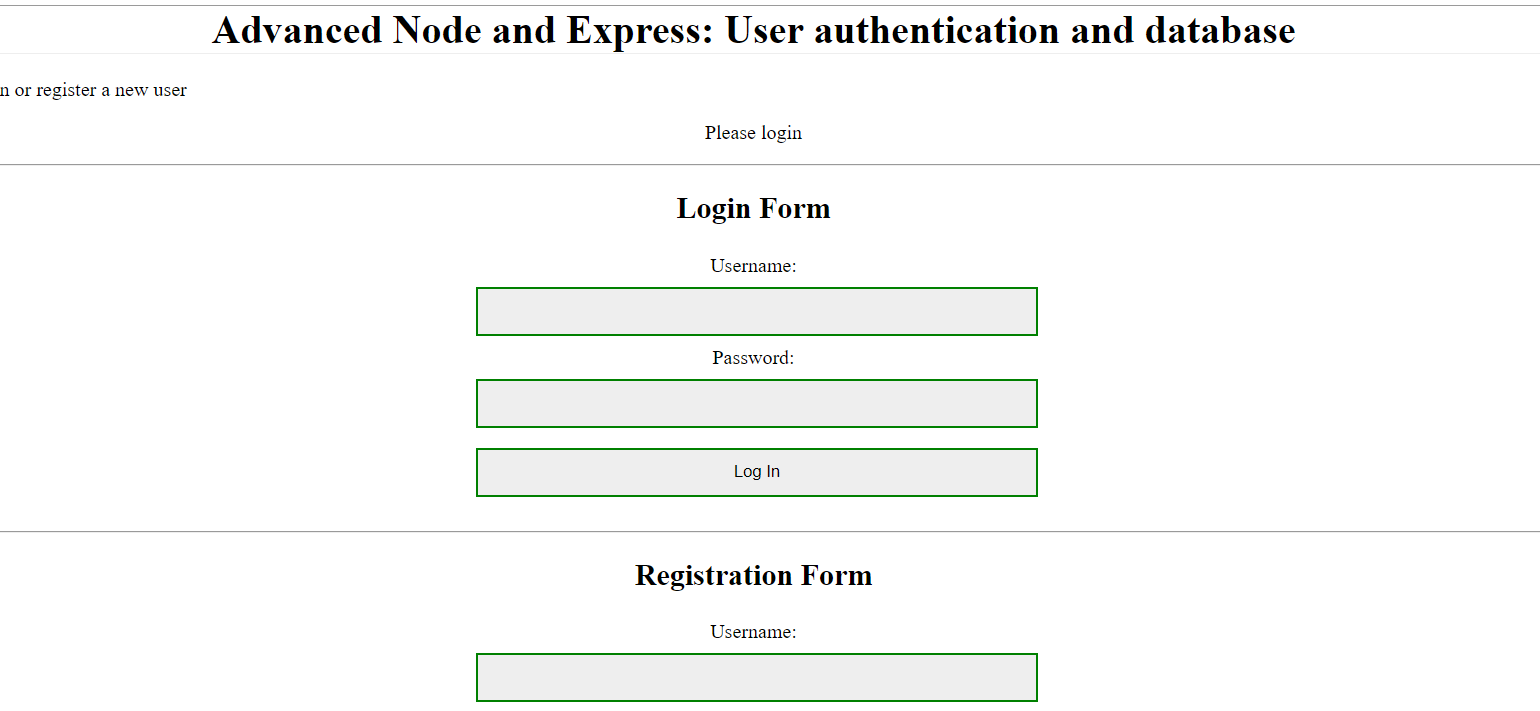 Advanced Node and Express: User authentication and database
n or register a new user
Please login
Login Form
Username:
Password:
Log In
Registration Form
Username: